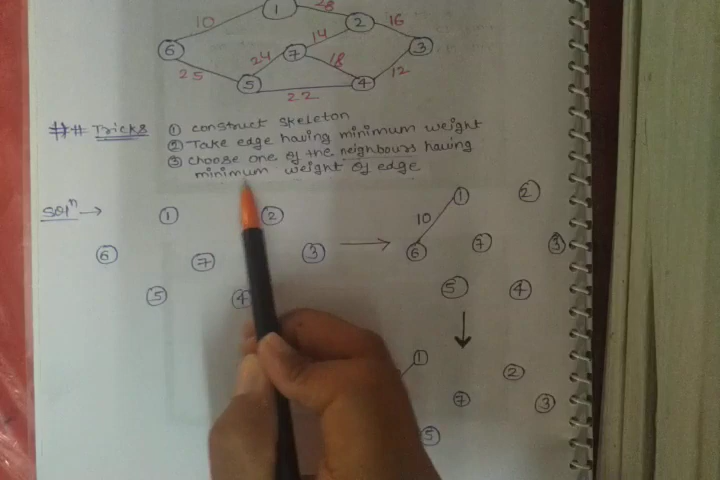 1 28
10 2 16
14
6 7 3
24 18
25 12
5 4
22
### Tricks ① construct skeleton
② Take edge having minimum weight
③ choose one of the neighbours having
minimum weight of edge
Solⁿ → ① ② ① ②
10
⑥ ⑦ ③ ⑥ ⑦ ③
⑤ ④ ⑤ ④
①
②
⑦ ③
⑤